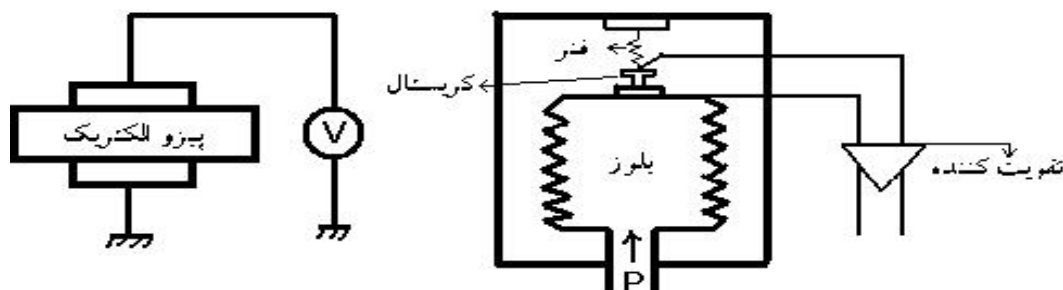 پیزو الکتریک
V
فنر
کریستال
بلوز
P
تقویت کننده